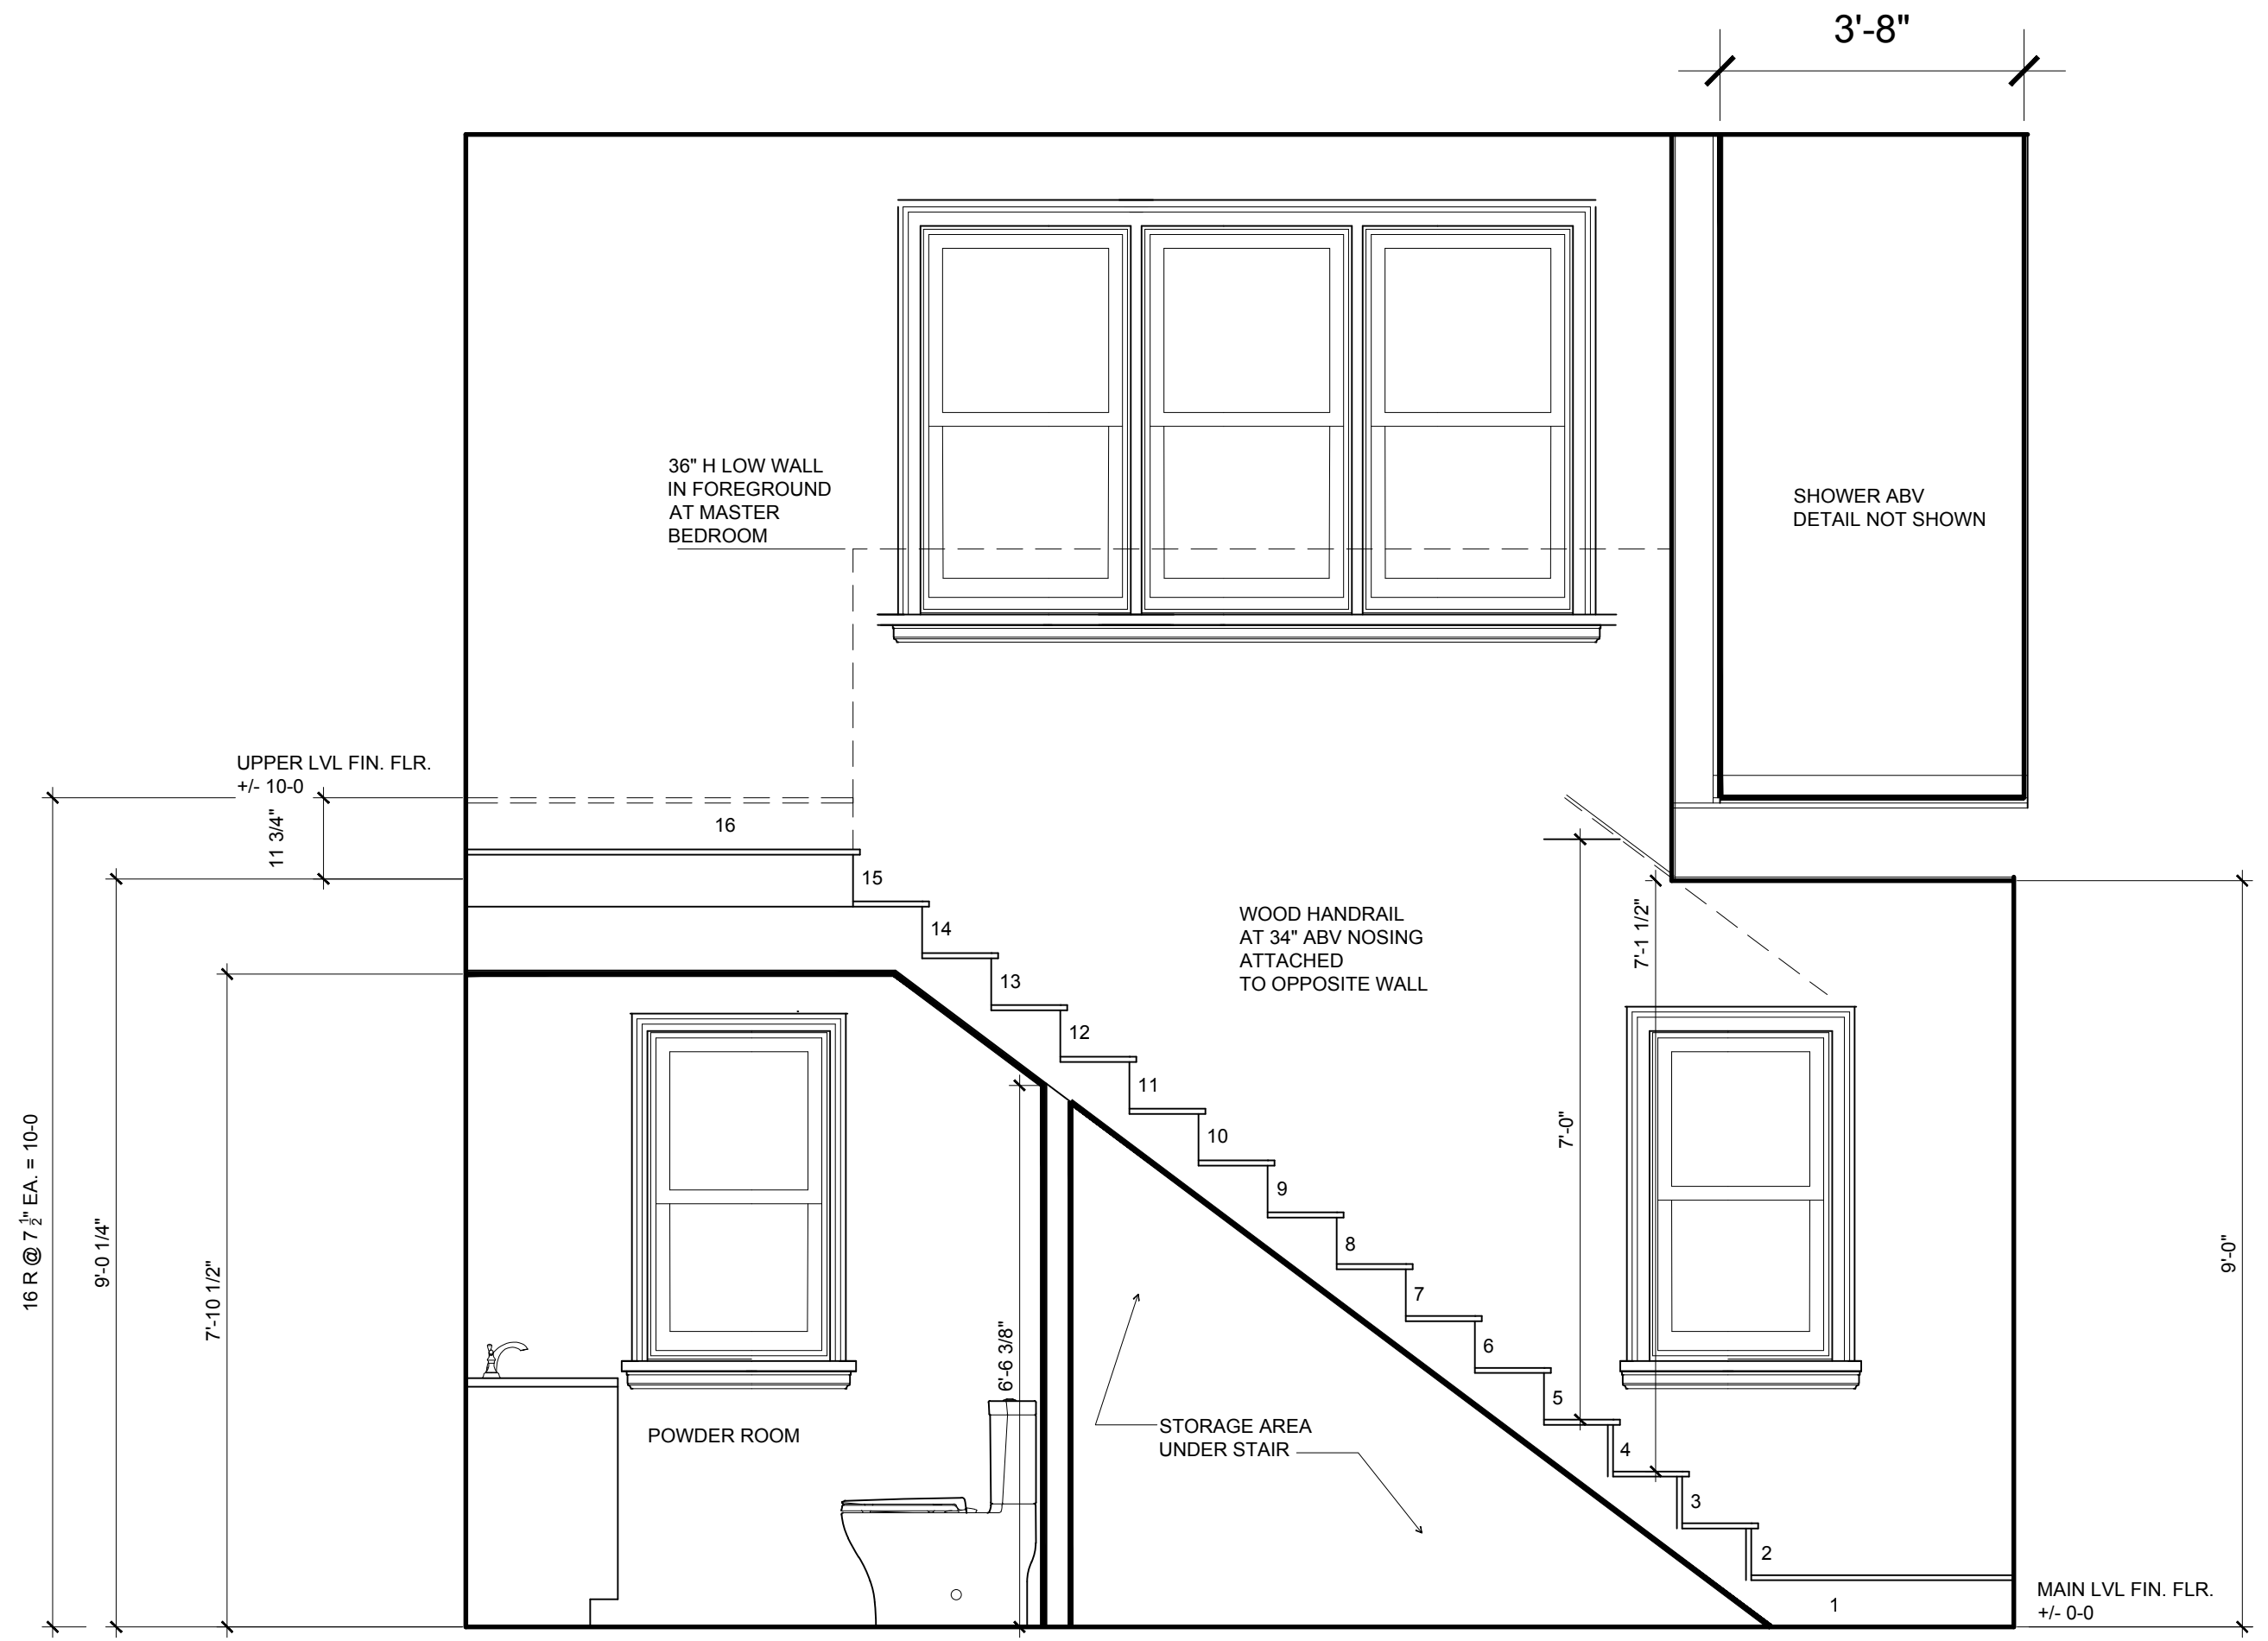 3'-8"
36" H LOW WALL
IN FOREGROUND
AT MASTER
BEDROOM
SHOWER ABV
DETAIL NOT SHOWN
UPPER LVL FIN. FLR.
+/- 10-0
11 3/4"
16
15
14
13
12
11
10
9
8
7
6
5
4
3
2
1
WOOD HANDRAIL
AT 34" ABV NOSING
ATTACHED
TO OPPOSITE WALL
7'-1 1/2"
7'-0"
16 R @ 7 1/2" EA. = 10-0
9'-0 1/4"
7'-10 1/2"
6'-6 3/8"
9'-0"
POWDER ROOM
STORAGE AREA
UNDER STAIR
MAIN LVL FIN. FLR.
+/- 0-0